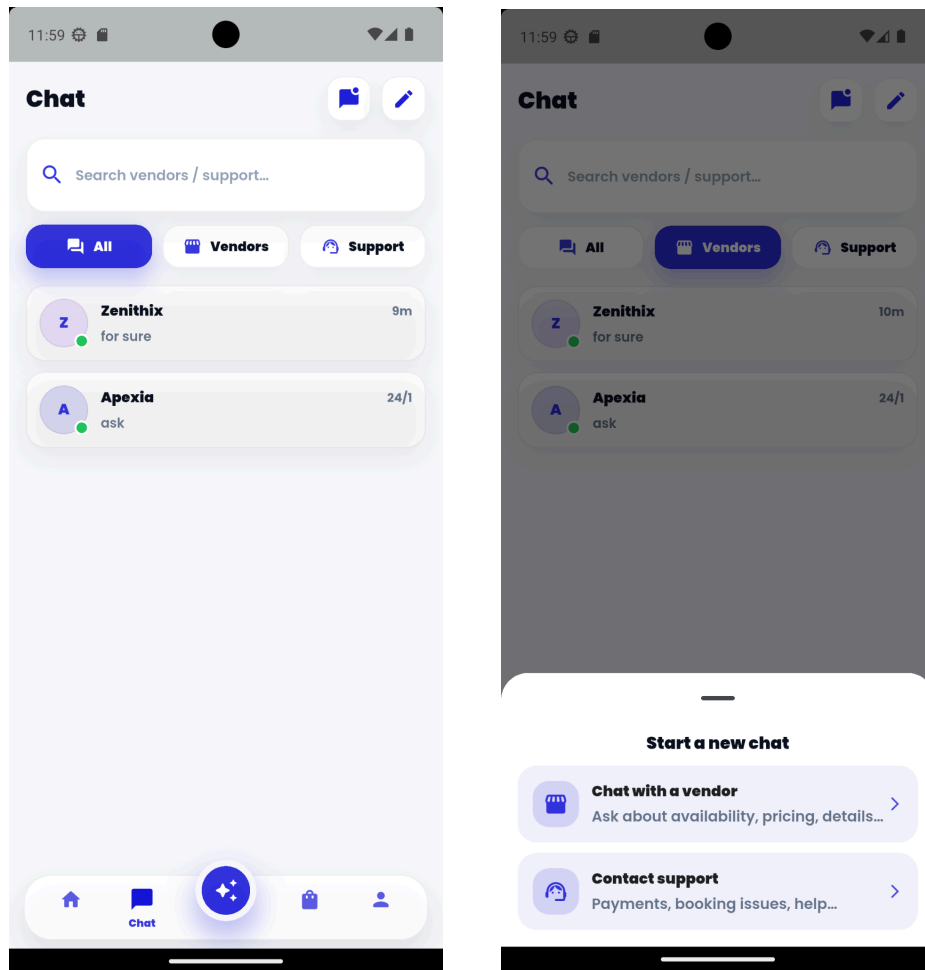 11:59
Chat
Search vendors / support...
All
Vendors
Support
Z
Zenithix
9m
for sure
A
Apexia
24/1
ask
Chat
11:59
Chat
Search vendors / support...
All
Vendors
Support
Z
Zenithix
10m
for sure
A
Apexia
24/1
ask
Start a new chat
Chat with a vendor
Ask about availability, pricing, details...
Contact support
Payments, booking issues, help...